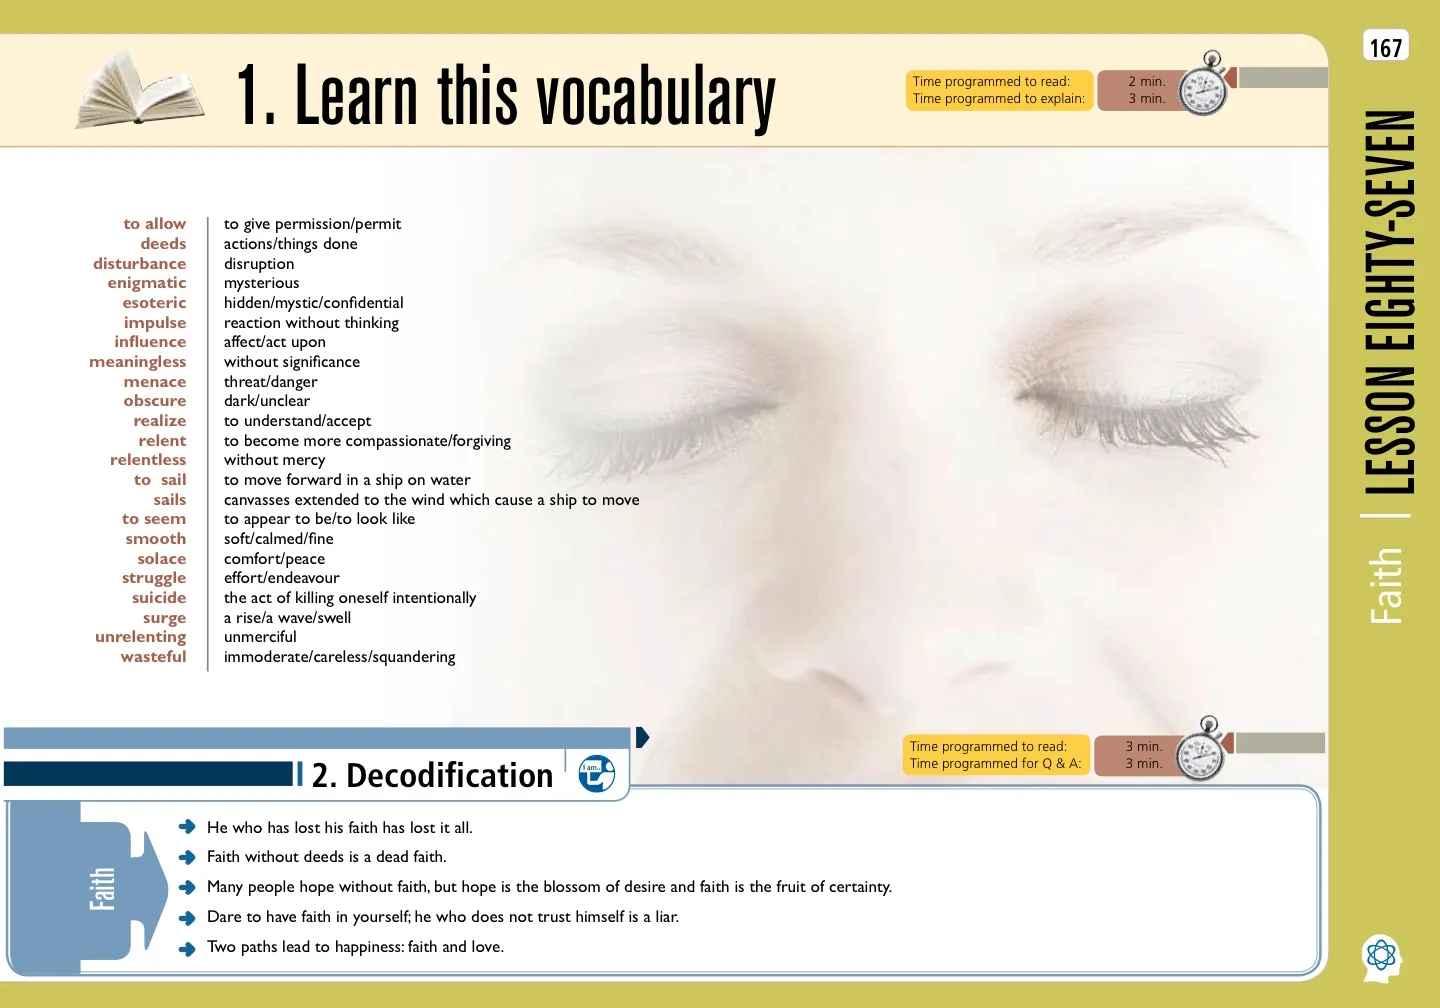 167
1. Learn this vocabulary
Time programmed to read: 2 min.
Time programmed to explain: 3 min.
LESSON EIGHTY-SEVEN
Faith
to allow to give permission/permit
deeds actions/things done
disturbance disruption
enigmatic mysterious
esoteric hidden/mystic/confidential
impulse reaction without thinking
influence affect/act upon
meaningless without significance
menace threat/danger
obscure dark/unclear
realize to understand/accept
relent to become more compassionate/forgiving
relentless without mercy
to sail to move forward in a ship on water
sails canvasses extended to the wind which cause a ship to move
to seem to appear to be/to look like
smooth soft/calmed/fine
solace comfort/peace
struggle effort/endeavour
suicide the act of killing oneself intentionally
surge a rise/a wave/swell
unrelenting unmerciful
wasteful immoderate/careless/squandering
2. Decodification
I am..
Time programmed to read: 3 min.
Time programmed for Q & A: 3 min.
Faith
He who has lost his faith has lost it all.
Faith without deeds is a dead faith.
Many people hope without faith, but hope is the blossom of desire and faith is the fruit of certainty.
Dare to have faith in yourself; he who does not trust himself is a liar.
Two paths lead to happiness: faith and love.